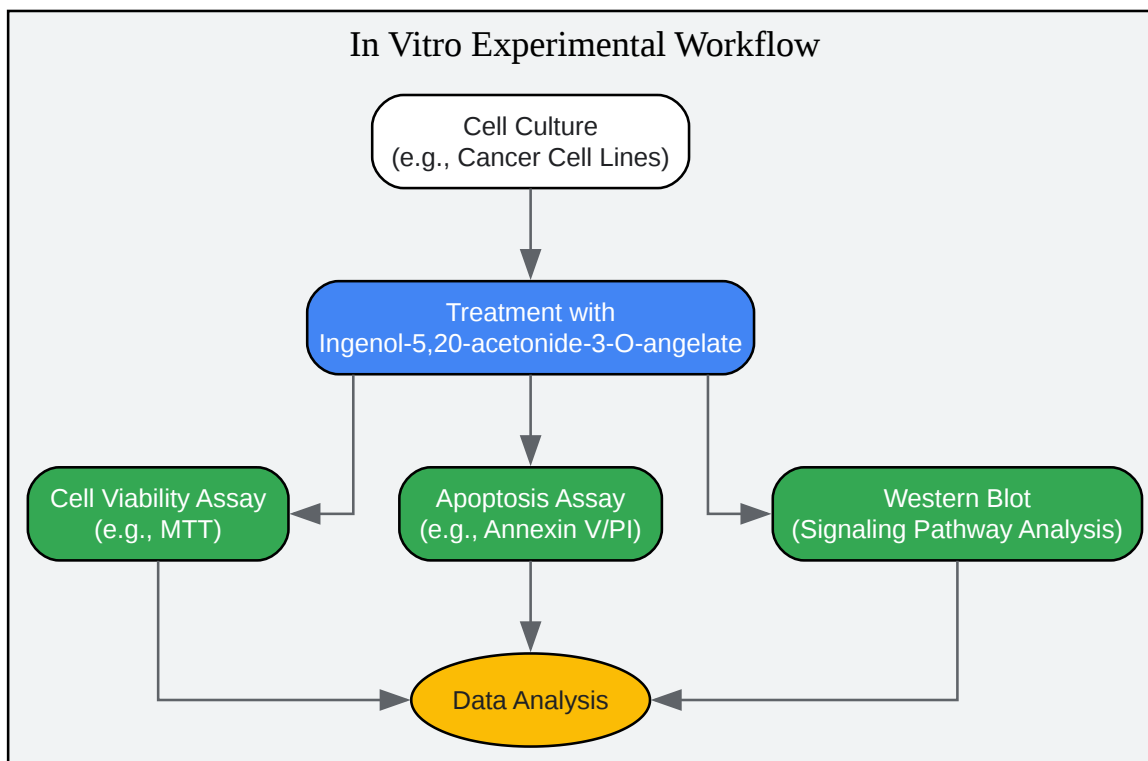 In Vitro Experimental Workflow
Cell Culture
(e.g., Cancer Cell Lines)
Treatment with
Ingenol-5,20-acetonide-3-O-angelate
Cell Viability Assay
(e.g., MTT)
Apoptosis Assay
(e.g., Annexin V/PI)
Western Blot
(Signaling Pathway Analysis)
Data Analysis